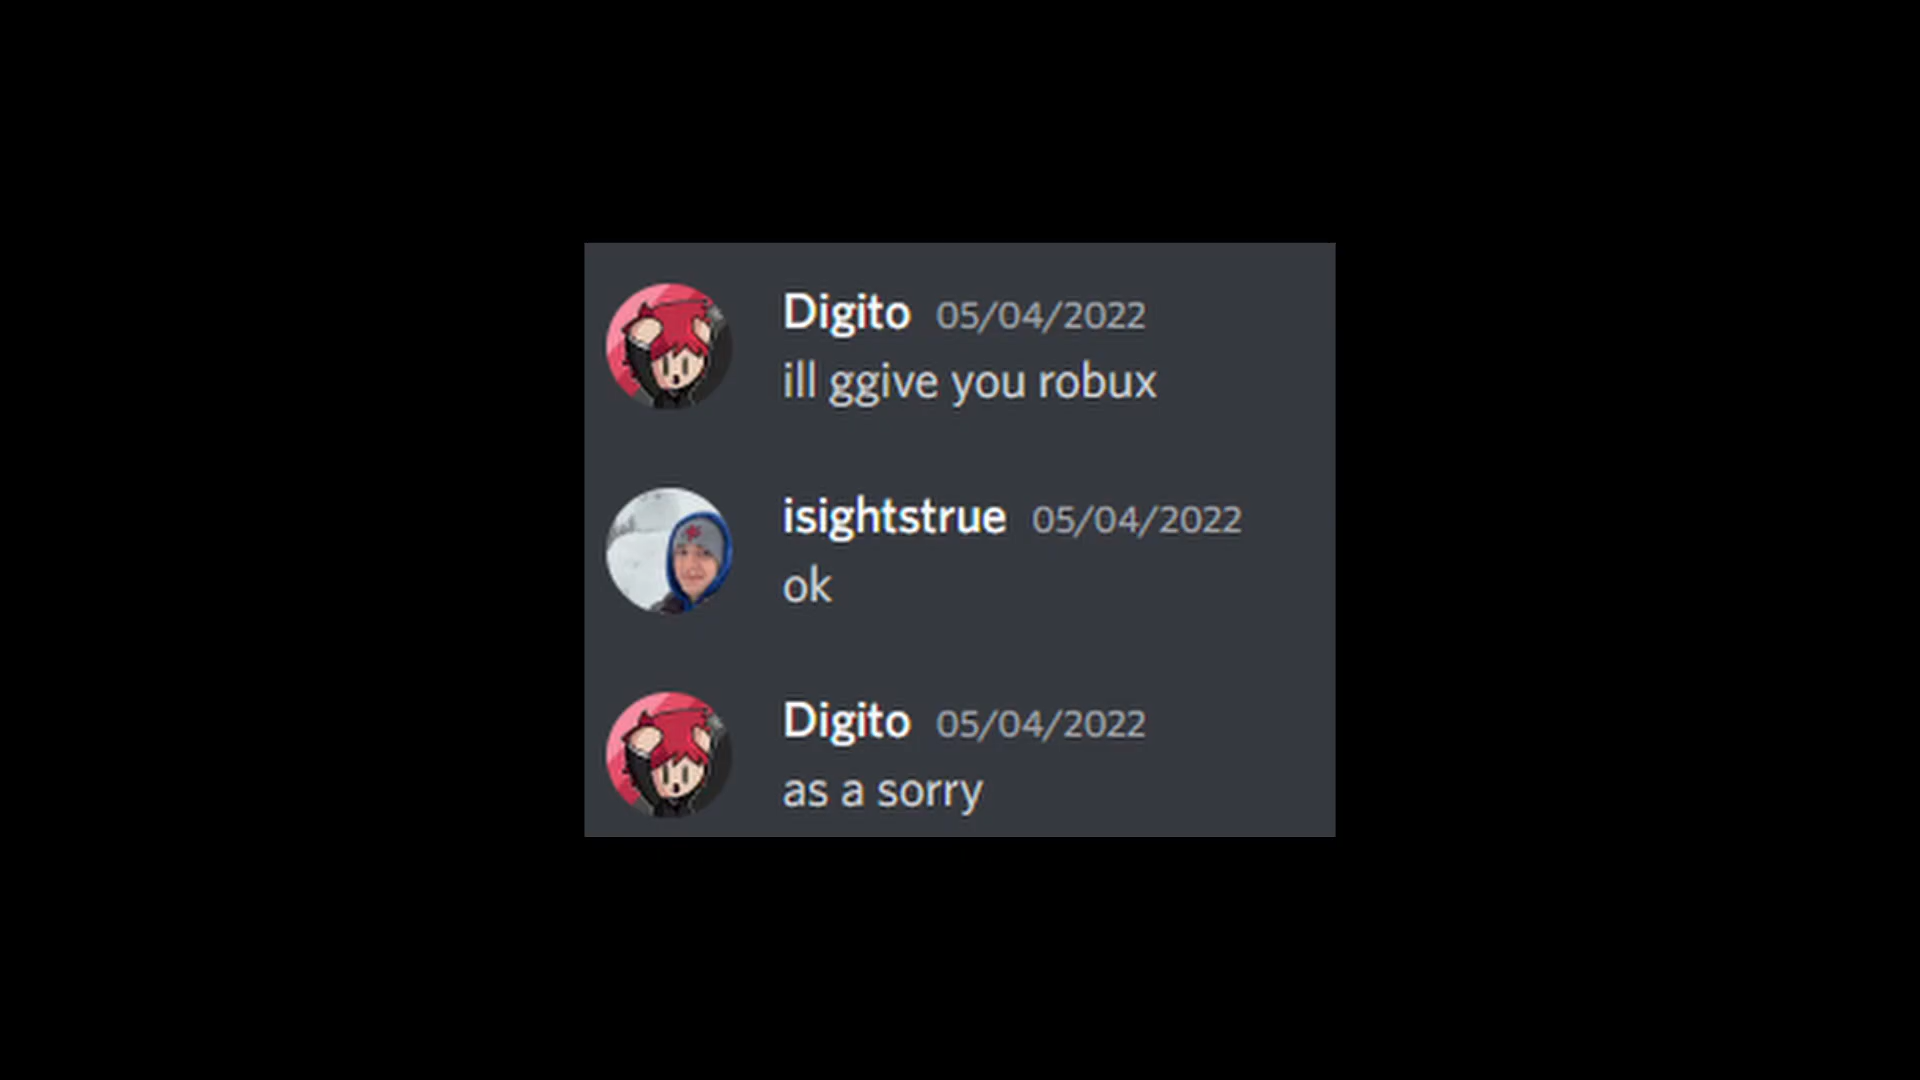 Digito 05/04/2022
ill ggive you robux
isightstrue 05/04/2022
ok
Digito 05/04/2022
as a sorry